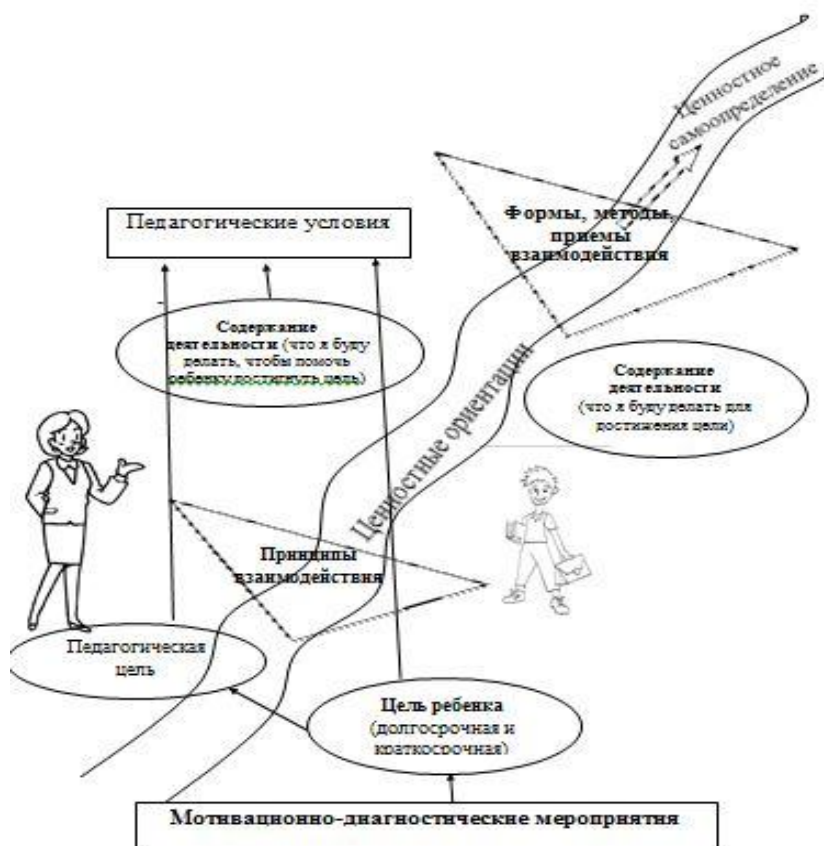 Ценностное
самоопределение
Формы, методы,
приемы
взаимодействия
Педагогические условия
Содержание
деятельности (что я буду
делать, чтобы помочь
ребенку достигнуть цель)
Содержание
деятельности
(что я буду делать для
достижения цели)
Ценностные ориентации
Принципы
взаимодействия
Педагогическая
цель
Цель ребенка
(долгосрочная и
краткосрочная)
Мотивационно-диагностические мероприятия